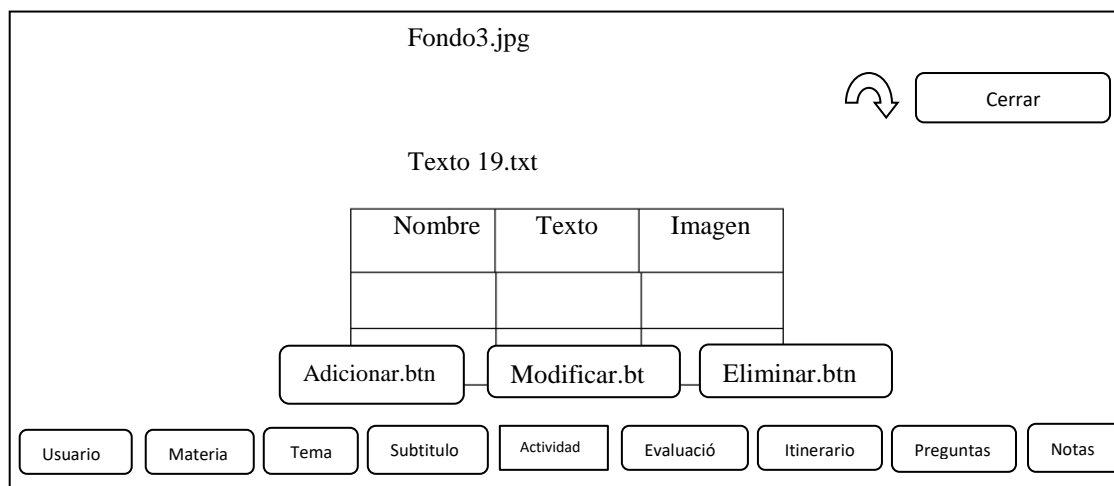 Fondo3.jpg
Cerrar
Texto 19.txt
Nombre Texto Imagen
Adicionar.btn Modificar.bt Eliminar.btn
Usuario Materia Tema Subtitulo Actividad Evaluació Itinerario Preguntas Notas